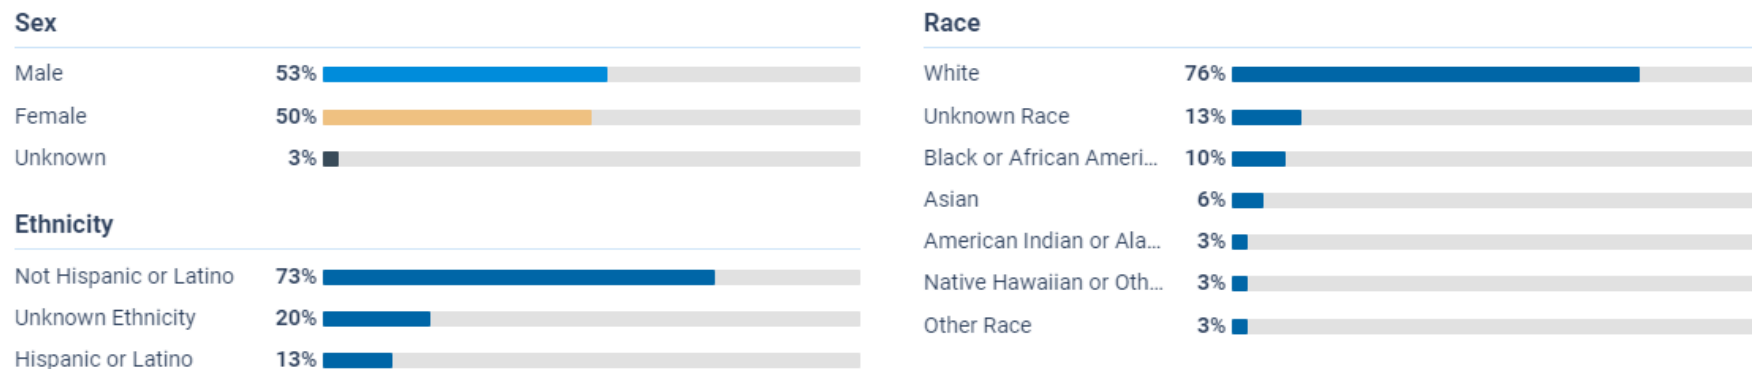 Sex
Male 53%
Female 50%
Unknown 3%
Ethnicity
Not Hispanic or Latino 73%
Unknown Ethnicity 20%
Hispanic or Latino 13%
Race
White 76%
Unknown Race 13%
Black or African Ameri... 10%
Asian 6%
American Indian or Ala... 3%
Native Hawaiian or Oth... 3%
Other Race 3%